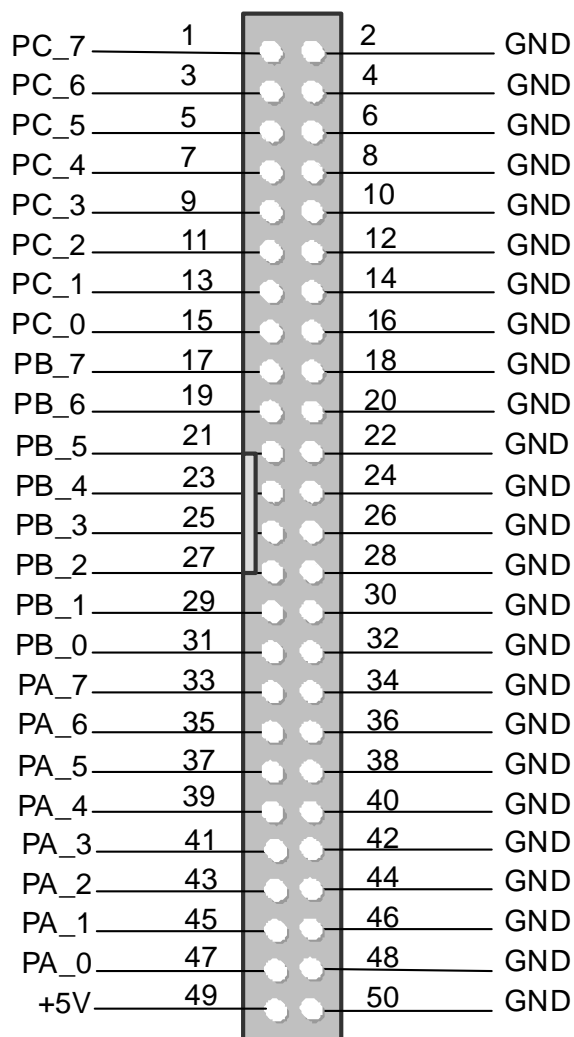 PC_7 1 2 GND
PC_6 3 4 GND
PC_5 5 6 GND
PC_4 7 8 GND
PC_3 9 10 GND
PC_2 11 12 GND
PC_1 13 14 GND
PC_0 15 16 GND
PB_7 17 18 GND
PB_6 19 20 GND
PB_5 21 22 GND
PB_4 23 24 GND
PB_3 25 26 GND
PB_2 27 28 GND
PB_1 29 30 GND
PB_0 31 32 GND
PA_7 33 34 GND
PA_6 35 36 GND
PA_5 37 38 GND
PA_4 39 40 GND
PA_3 41 42 GND
PA_2 43 44 GND
PA_1 45 46 GND
PA_0 47 48 GND
+5V 49 50 GND